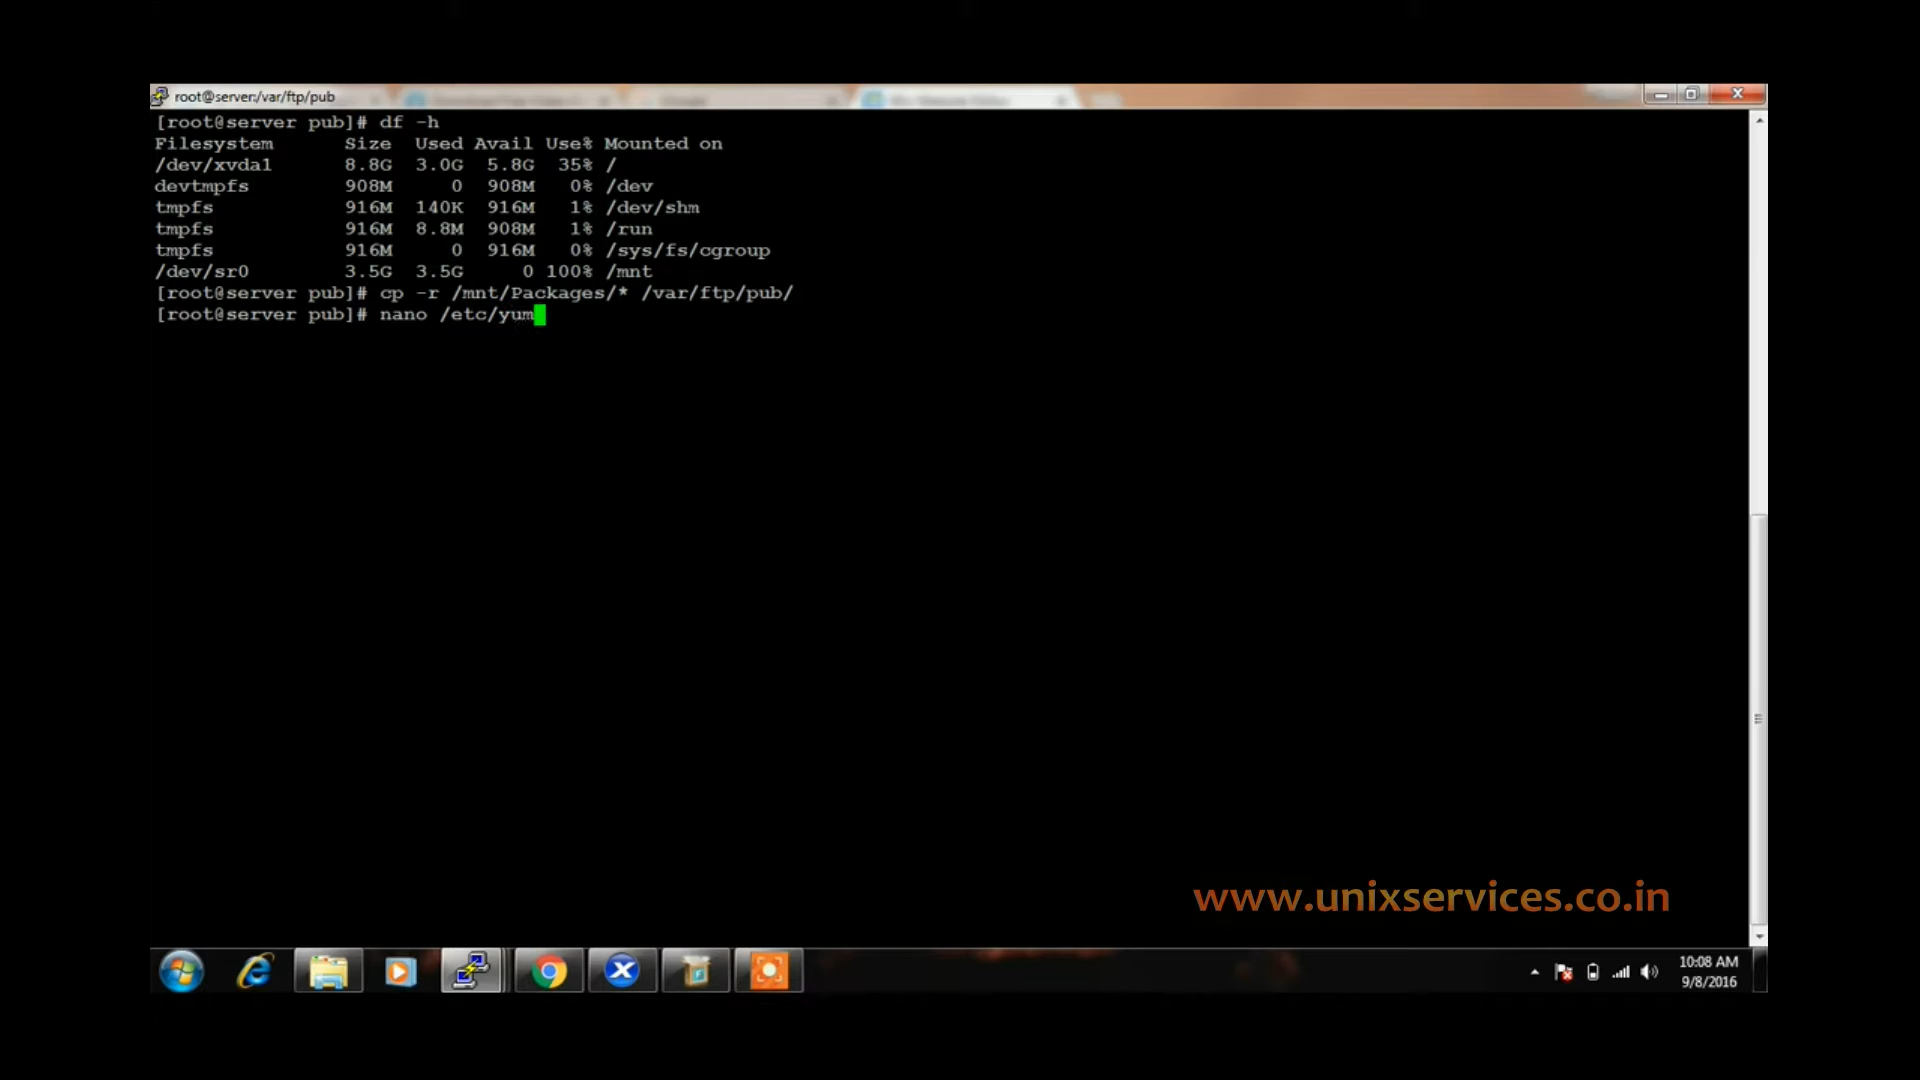 root@server:/var/ftp/pub
[root@server pub]# df -h
Filesystem Size Used Avail Use% Mounted on
/dev/xvda1 8.8G 3.0G 5.8G 35% /
devtmpfs 908M 0 908M 0% /dev
tmpfs 916M 140K 916M 1% /dev/shm
tmpfs 916M 8.8M 908M 1% /run
tmpfs 916M 0 916M 0% /sys/fs/cgroup
/dev/sr0 3.5G 3.5G 0 100% /mnt
[root@server pub]# cp -r /mnt/Packages/* /var/ftp/pub/
[root@server pub]# nano /etc/yum
www.unixservices.co.in
10:08 AM
9/8/2016